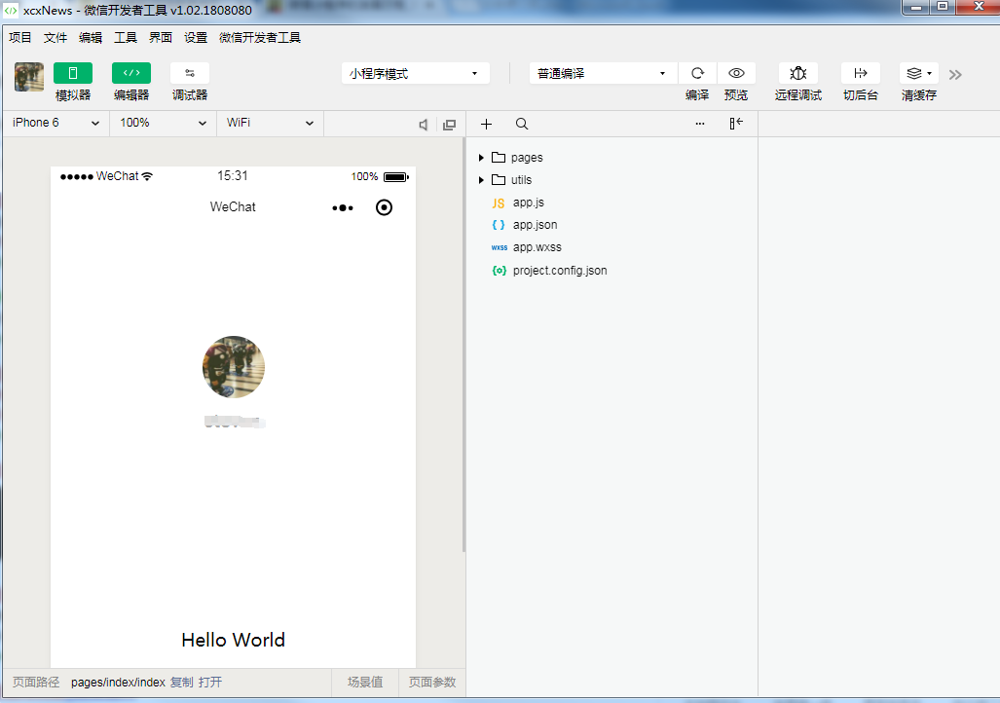 xcxNews - 微信开发者工具 v1.02.1808080
项目 文件 编辑 工具 界面 设置 微信开发者工具
小程序模式 普通编译
模拟器 编辑器 调试器 编译 预览 远程调试 切后台 清缓存
iPhone 6 100% WiFi
WeChat 15:31 100%
WeChat
Hello World
页面路径 pages/index/index 复制 打开 场景值 页面参数
pages
utils
JS app.js
{ } app.json
wxss app.wxss
{o} project.config.json